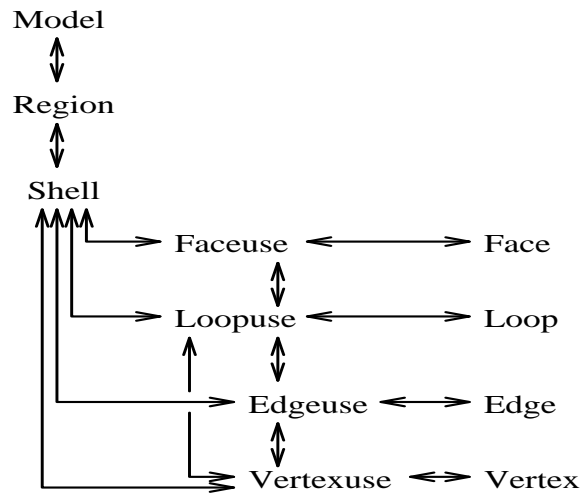 Model
Region
Shell
Faceuse Face
Loopuse Loop
Edgeuse Edge
Vertexuse Vertex